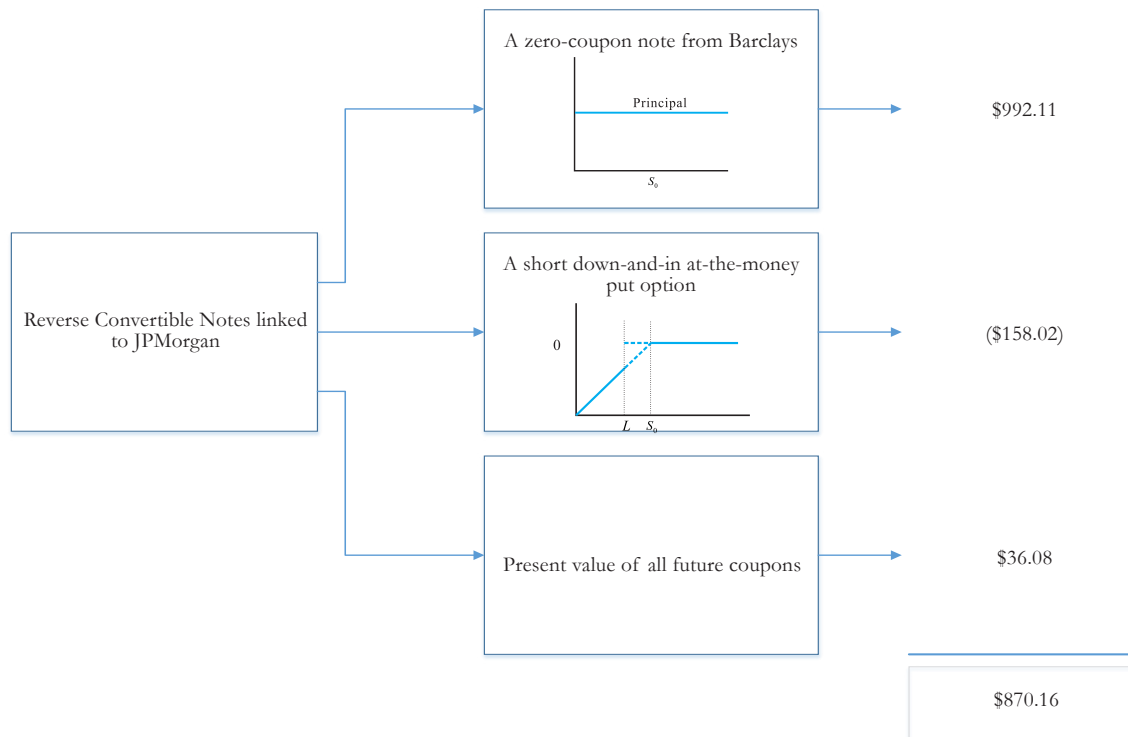 A zero-coupon note from Barclays
Principal
S₀
$992.11
Reverse Convertible Notes linked
to JPMorgan
A short down-and-in at-the-money
put option
0
L S₀
($158.02)
Present value of all future coupons
$36.08
$870.16